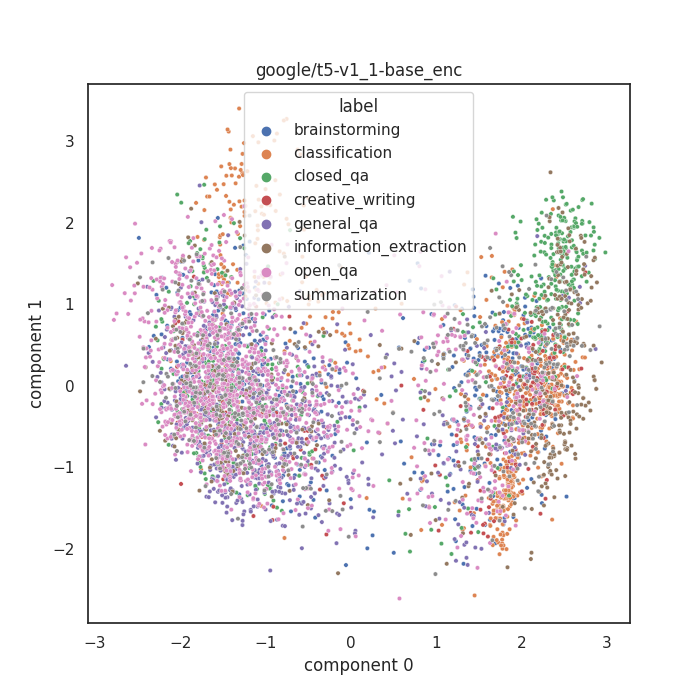 google/t5-v1_1-base_enc
label
brainstorming
classification
closed_qa
creative_writing
general_qa
information_extraction
open_qa
summarization
component 1
3
2
1
0
−1
−2
−3 −2 −1 0 1 2 3
component 0